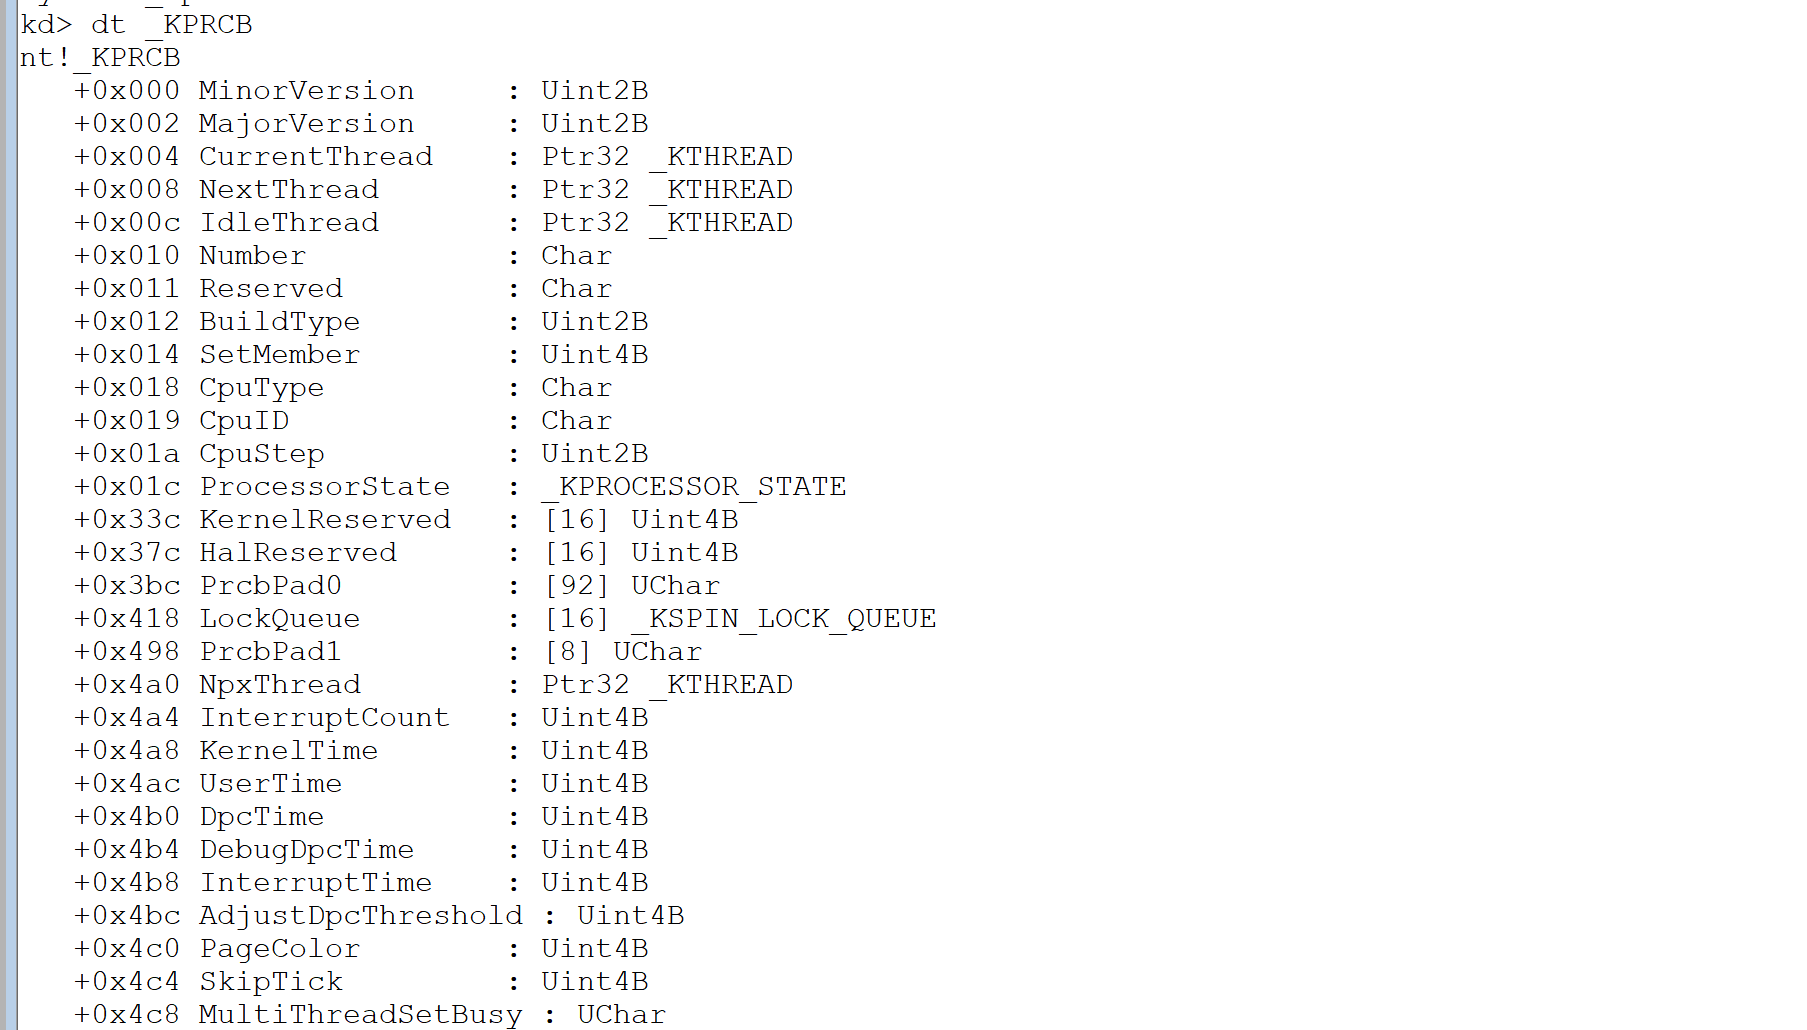 kd> dt _KPRCB
nt!_KPRCB
   +0x000 MinorVersion     : Uint2B
   +0x002 MajorVersion     : Uint2B
   +0x004 CurrentThread    : Ptr32 _KTHREAD
   +0x008 NextThread       : Ptr32 _KTHREAD
   +0x00c IdleThread       : Ptr32 _KTHREAD
   +0x010 Number           : Char
   +0x011 Reserved         : Char
   +0x012 BuildType        : Uint2B
   +0x014 SetMember        : Uint4B
   +0x018 CpuType          : Char
   +0x019 CpuID            : Char
   +0x01a CpuStep          : Uint2B
   +0x01c ProcessorState   : _KPROCESSOR_STATE
   +0x33c KernelReserved   : [16] Uint4B
   +0x37c HalReserved      : [16] Uint4B
   +0x3bc PrcbPad0         : [92] UChar
   +0x418 LockQueue        : [16] _KSPIN_LOCK_QUEUE
   +0x498 PrcbPad1         : [8] UChar
   +0x4a0 NpxThread        : Ptr32 _KTHREAD
   +0x4a4 InterruptCount   : Uint4B
   +0x4a8 KernelTime       : Uint4B
   +0x4ac UserTime         : Uint4B
   +0x4b0 DpcTime          : Uint4B
   +0x4b4 DebugDpcTime     : Uint4B
   +0x4b8 InterruptTime    : Uint4B
   +0x4bc AdjustDpcThreshold : Uint4B
   +0x4c0 PageColor        : Uint4B
   +0x4c4 SkipTick         : Uint4B
   +0x4c8 MultiThreadSetBusy : UChar